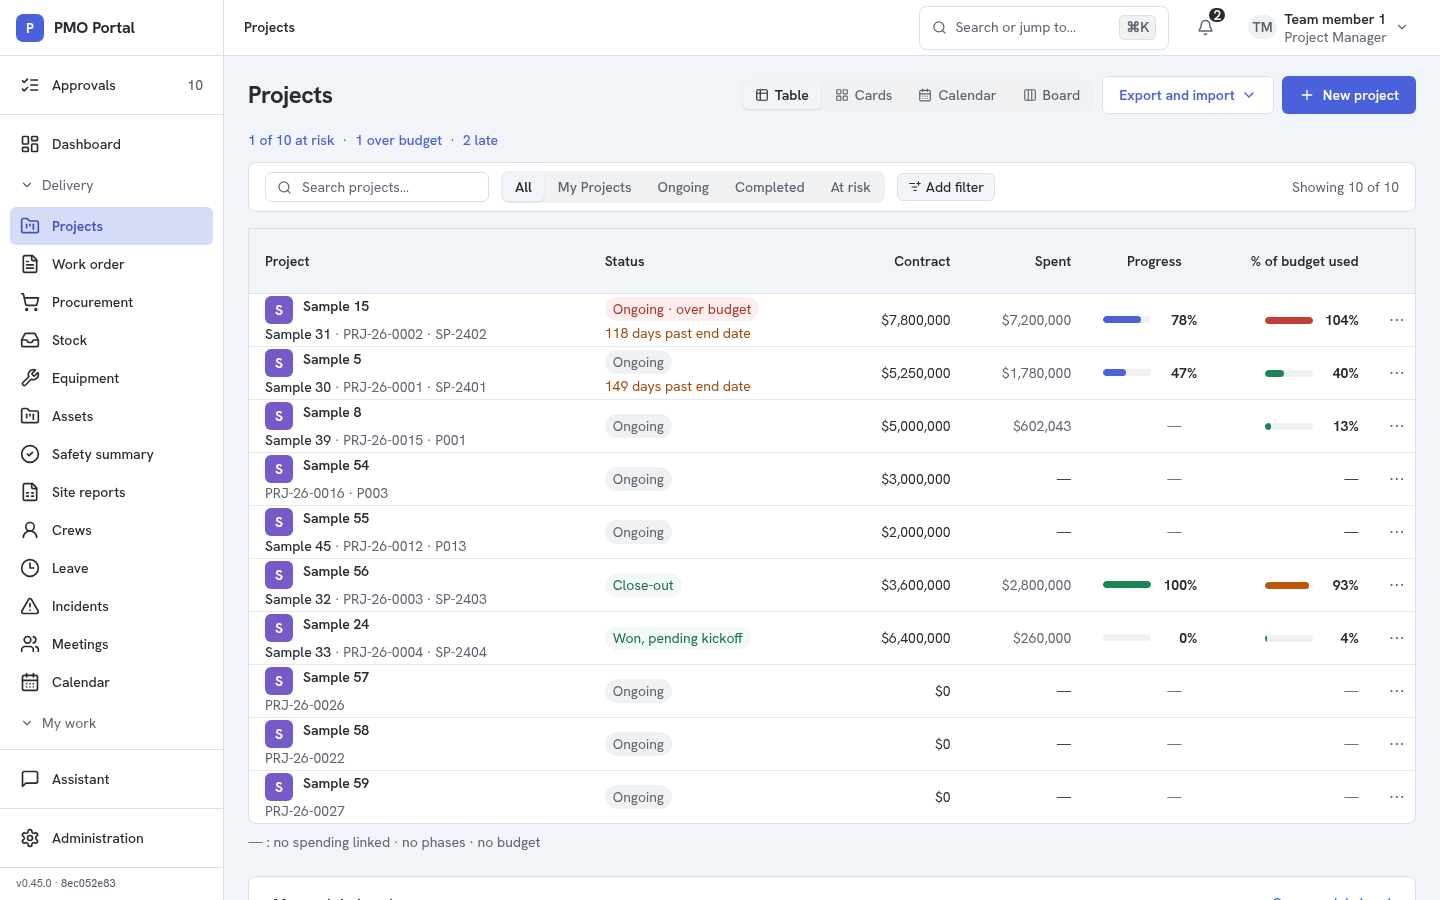 P PMO Portal
Projects
Search or jump to...
⌘K
2
TM
Team member 1
Project Manager
Approvals 10
Dashboard
Delivery
Projects
Work order
Procurement
Stock
Equipment
Assets
Safety summary
Site reports
Crews
Leave
Incidents
Meetings
Calendar
My work
Assistant
Administration
v0.45.0 · 8ec052e83
Projects
Table Cards Calendar Board
Export and import
New project
1 of 10 at risk · 1 over budget · 2 late
Search projects...
All My Projects Ongoing Completed At risk
Add filter
Showing 10 of 10
Project Status Contract Spent Progress % of budget used
S Sample 15
Sample 31 · PRJ-26-0002 · SP-2402
Ongoing · over budget
118 days past end date
$7,800,000 $7,200,000 78% 104% ···
S Sample 5
Sample 30 · PRJ-26-0001 · SP-2401
Ongoing
149 days past end date
$5,250,000 $1,780,000 47% 40% ···
S Sample 8
Sample 39 · PRJ-26-0015 · P001
Ongoing $5,000,000 $602,043 — 13% ···
S Sample 54
PRJ-26-0016 · P003
Ongoing $3,000,000 — — — ···
S Sample 55
Sample 45 · PRJ-26-0012 · P013
Ongoing $2,000,000 — — — ···
S Sample 56
Sample 32 · PRJ-26-0003 · SP-2403
Close-out $3,600,000 $2,800,000 100% 93% ···
S Sample 24
Sample 33 · PRJ-26-0004 · SP-2404
Won, pending kickoff $6,400,000 $260,000 0% 4% ···
S Sample 57
PRJ-26-0026
Ongoing $0 — — — ···
S Sample 58
PRJ-26-0022
Ongoing $0 — — — ···
S Sample 59
PRJ-26-0027
Ongoing $0 — — — ···
— : no spending linked · no phases · no budget